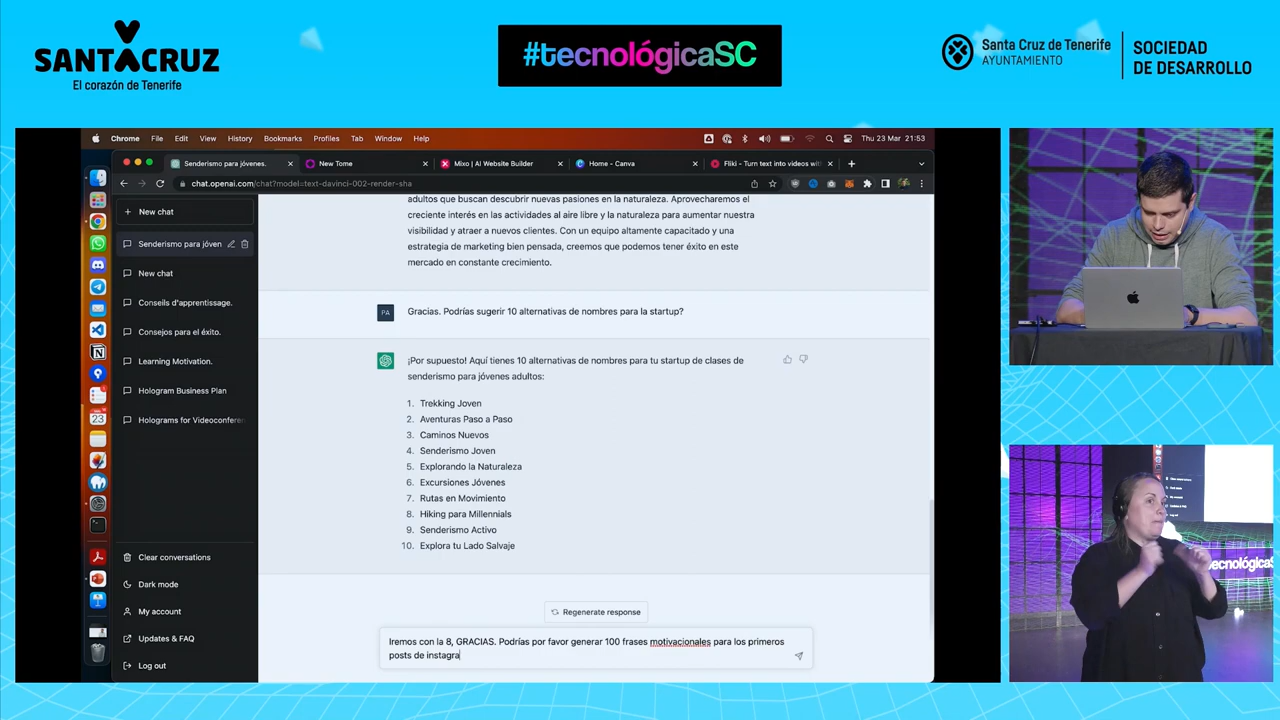 SANTACRUZ
El corazón de Tenerife
#tecnológicaSC
Santa Cruz de Tenerife
AYUNTAMIENTO
SOCIEDAD
DE DESARROLLO
Chrome File Edit View History Bookmarks Profiles Tab Window Help
Thu 23 Mar 21:53
Senderismo para jóvenes.
New Tome
Mixo | AI Website Builder
Home - Canva
Fliki - Turn text into videos wit
chat.openai.com/chat?model=text-davinci-002-render-sha
New chat
Senderismo para jóven
New chat
Conseils d'apprentissage.
Consejos para el éxito.
Learning Motivation.
Hologram Business Plan
Holograms for Videoconferen
Clear conversations
Dark mode
My account
Updates & FAQ
Log out
adultos que buscan descubrir nuevas pasiones en la naturaleza. Aprovecharemos el
creciente interés en las actividades al aire libre y la naturaleza para aumentar nuestra
visibilidad y atraer a nuevos clientes. Con un equipo altamente capacitado y una
estrategia de marketing bien pensada, creemos que podemos tener éxito en este
mercado en constante crecimiento.
PA
Gracias. Podrías sugerir 10 alternativas de nombres para la startup?
¡Por supuesto! Aquí tienes 10 alternativas de nombres para tu startup de clases de
senderismo para jóvenes adultos:
1. Trekking Joven
2. Aventuras Paso a Paso
3. Caminos Nuevos
4. Senderismo Joven
5. Explorando la Naturaleza
6. Excursiones Jóvenes
7. Rutas en Movimiento
8. Hiking para Millennials
9. Senderismo Activo
10. Explora tu Lado Salvaje
Regenerate response
Iremos con la 8, GRACIAS. Podrías por favor generar 100 frases motivacionales para los primeros
posts de instagra
23